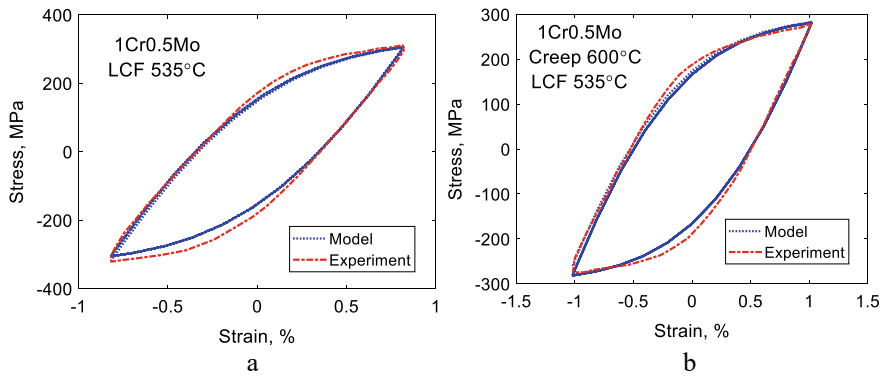 400
200
0
-200
-400
-1
-0.5
0
0.5
1
Stress, MPa
Strain, %
1Cr0.5Mo
LCF 535°C
Model
Experiment
a
300
200
100
0
-100
-200
-300
-1.5
-1
-0.5
0
0.5
1
1.5
Stress, MPa
Strain, %
1Cr0.5Mo
Creep 600°C
LCF 535°C
Model
Experiment
b